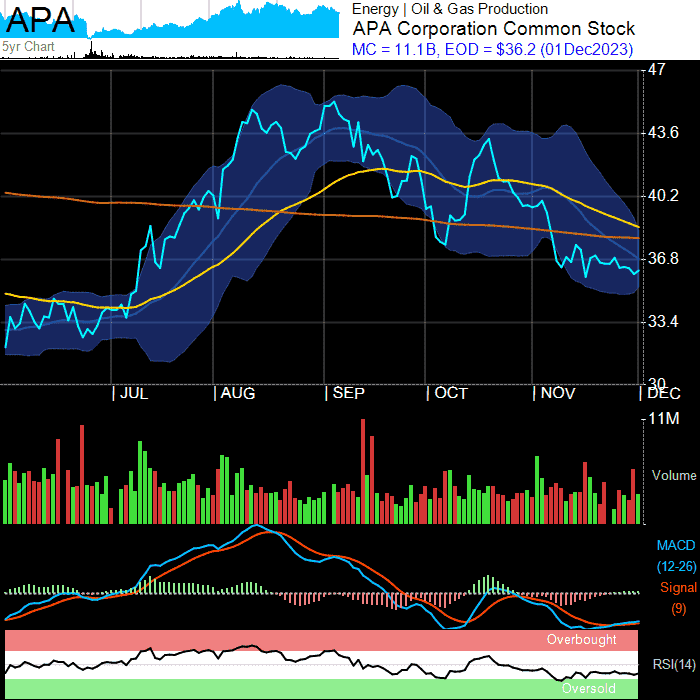 APA
5yr Chart
Energy | Oil & Gas Production
APA Corporation Common Stock
MC = 11.1B, EOD = $36.2 (01Dec2023)
47
43.6
40.2
36.8
33.4
30
| JUL | AUG | SEP | OCT | NOV | DEC
11M
Volume
MACD
(12-26)
Signal
(9)
Overbought
RSI(14)
Oversold